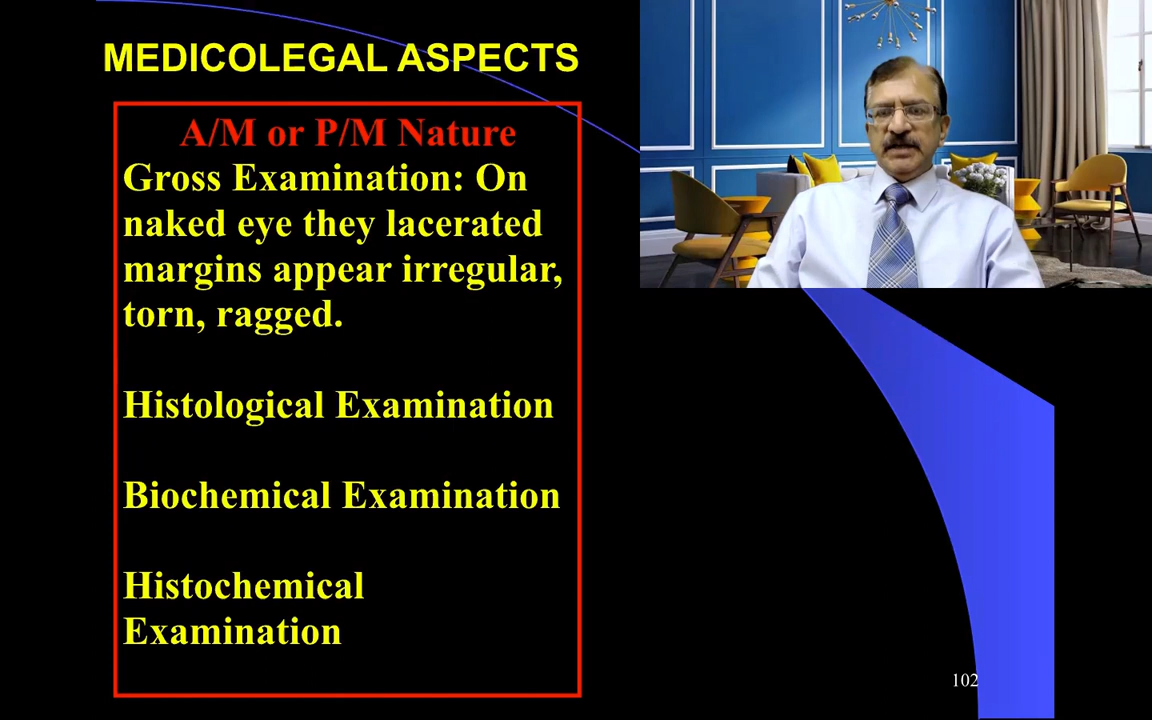 MEDICOLEGAL ASPECTS
A/M or P/M Nature
Gross Examination: On
naked eye they lacerated
margins appear irregular,
torn, ragged.
Histological Examination
Biochemical Examination
Histochemical
Examination
102